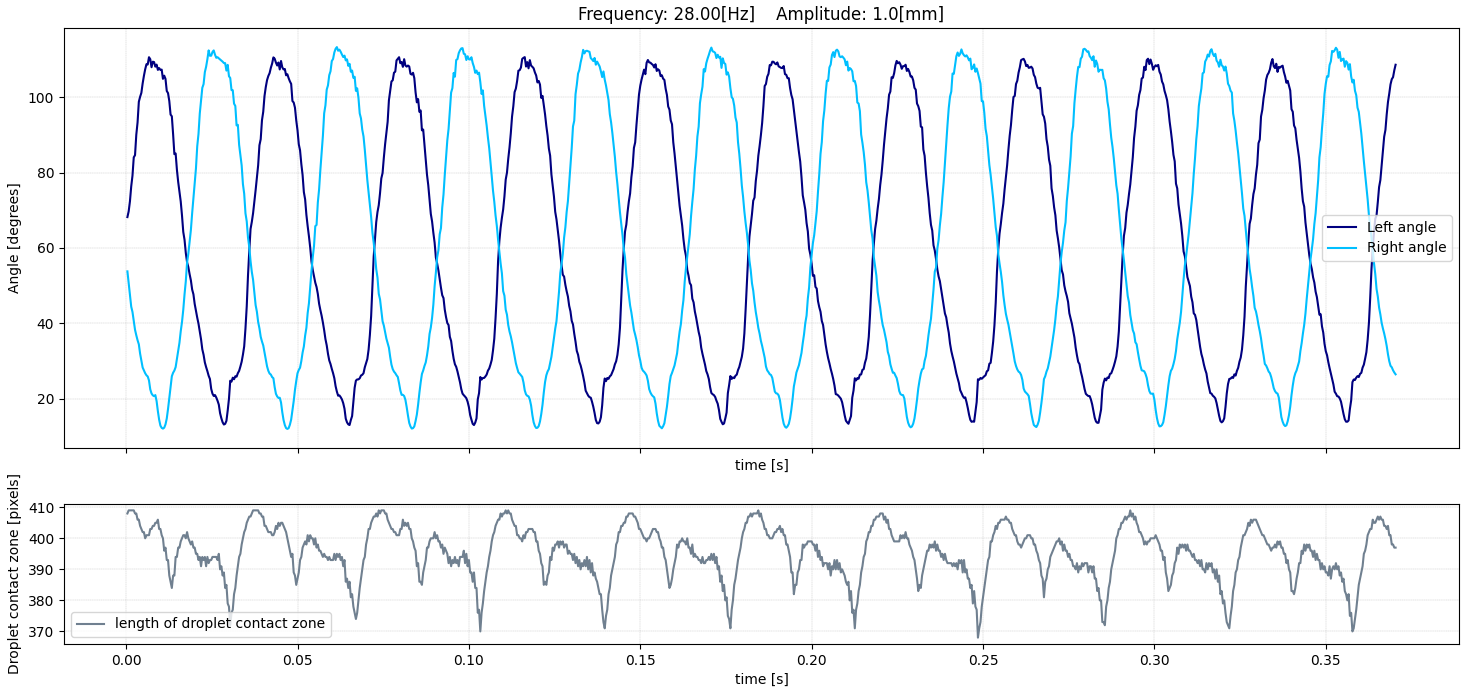 Frequency: 28.00[Hz]    Amplitude: 1.0[mm]
Angle [degrees]
100
80
60
40
20
Left angle
Right angle
time [s]
Droplet contact zone [pixels]
410
400
390
380
370
length of droplet contact zone
0.00 0.05 0.10 0.15 0.20 0.25 0.30 0.35
time [s]